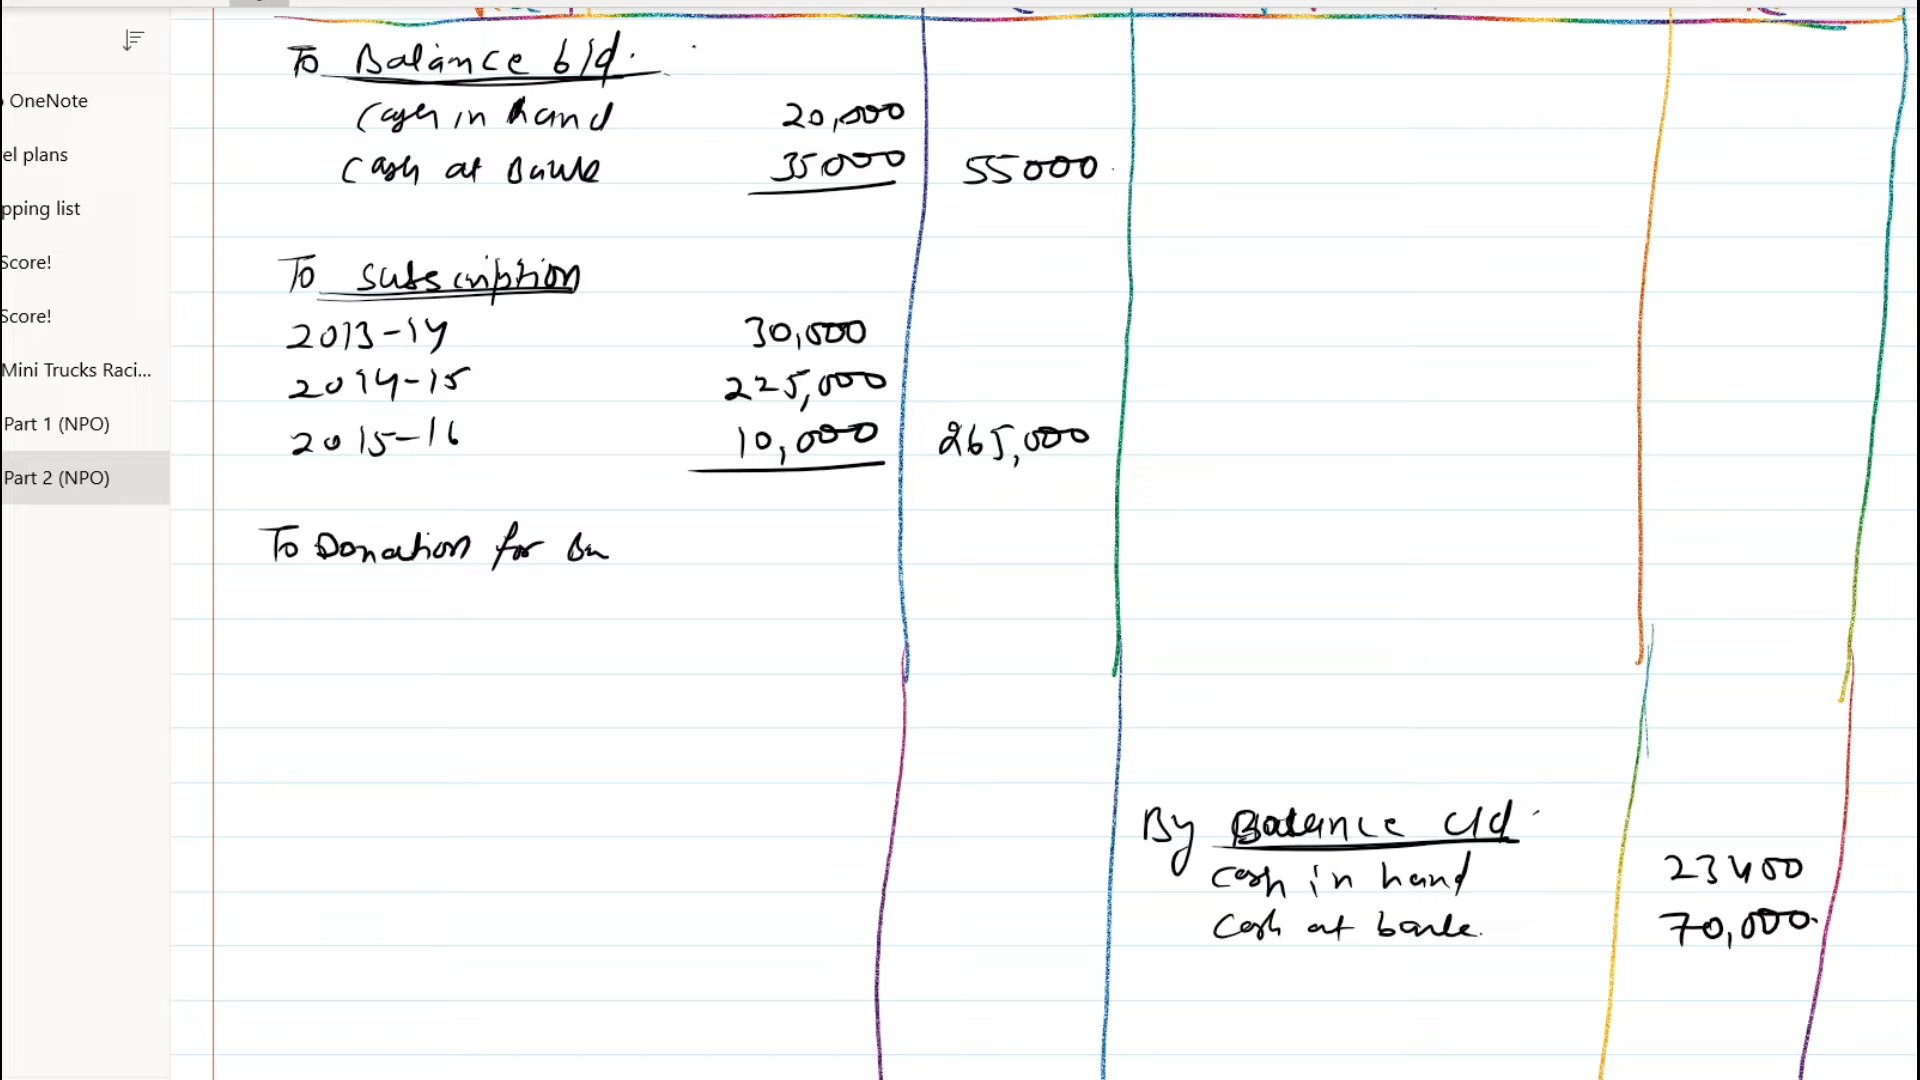 OneNote
el plans
pping list
Score!
Score!
Mini Trucks Raci...
Part 1 (NPO)
Part 2 (NPO)
To Balance b/d.
Cash in hand 20,000
Cash at Bank 35000 55000
To Subscription
2013-14 30,000
2014-15 225,000
2015-16 10,000 265,000
To Donation for Bu
By Balance c/d.
Cash in hand 23400
Cash at bank. 70,000.